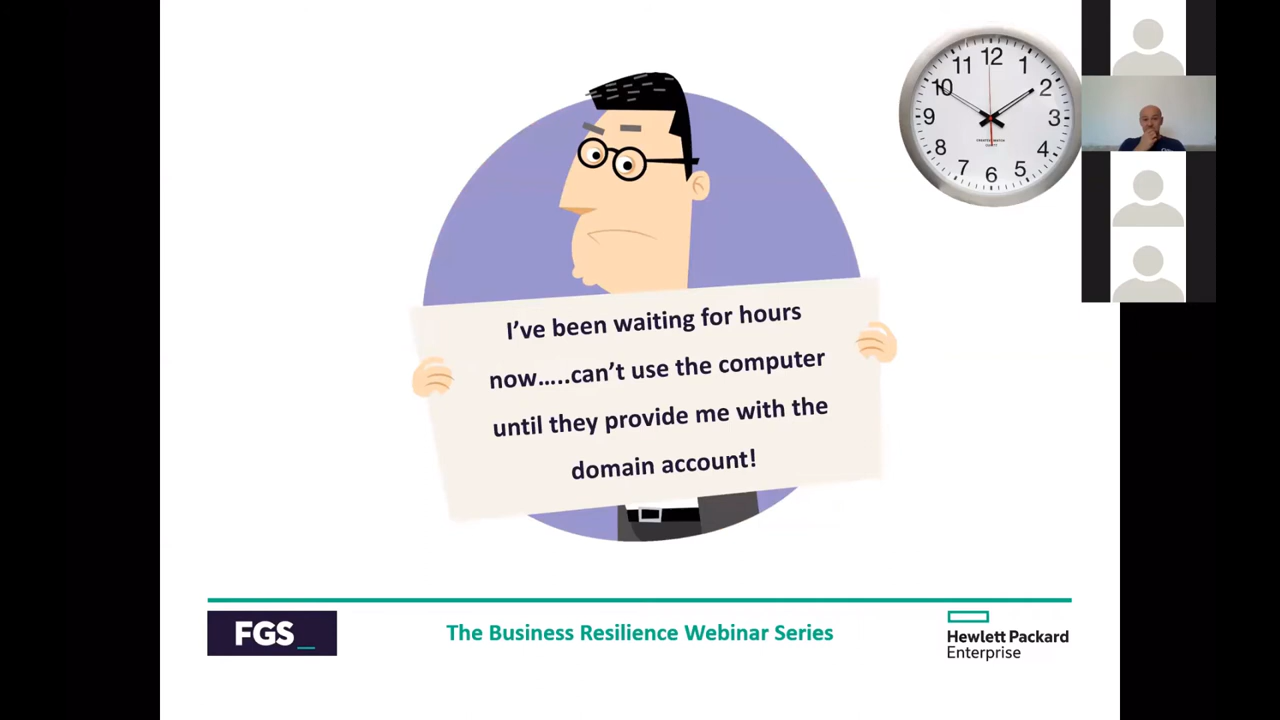 11 12 1
10 2
9 3
8 4
7 6 5
I’ve been waiting for hours
now.....can’t use the computer
until they provide me with the
domain account!
FGS_
The Business Resilience Webinar Series
Hewlett Packard
Enterprise